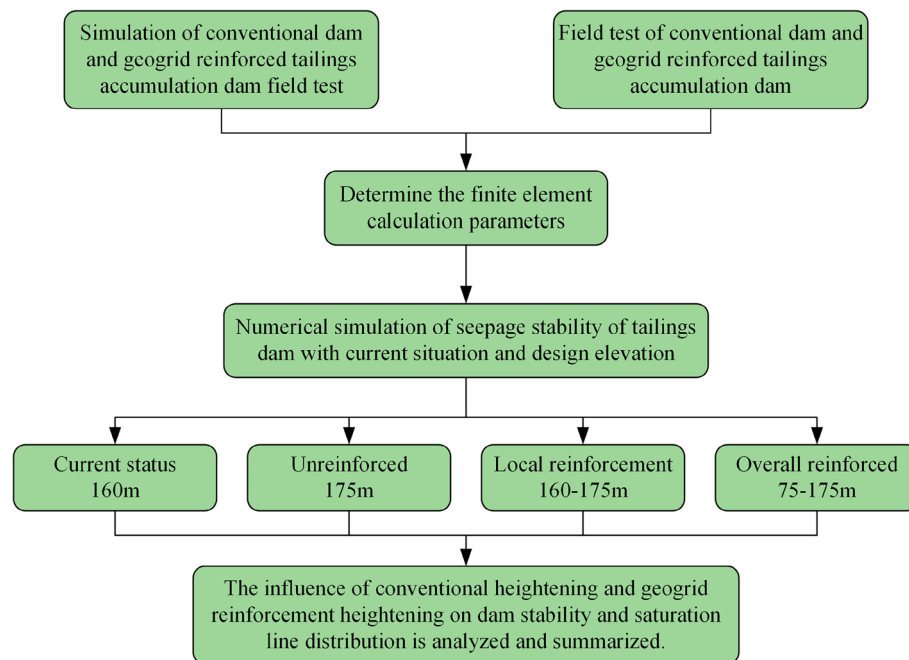 Simulation of conventional dam
and geogrid reinforced tailings
accumulation dam field test
Field test of conventional dam and
geogrid reinforced tailings
accumulation dam
Determine the finite element
calculation parameters
Numerical simulation of seepage stability of tailings
dam with current situation and design elevation
Current status
160m
Unreinforced
175m
Local reinforcement
160-175m
Overall reinforced
75-175m
The influence of conventional heightening and geogrid
reinforcement heightening on dam stability and saturation
line distribution is analyzed and summarized.